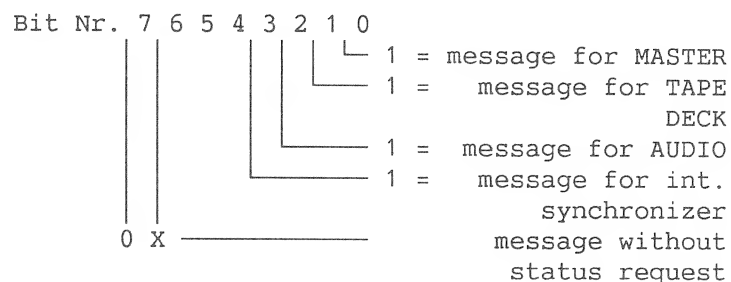 Bit Nr. 7 6 5 4 3 2 1 0
1 = message for MASTER
1 = message for TAPE
DECK
1 = message for AUDIO
1 = message for int.
synchronizer
0 X message without
status request